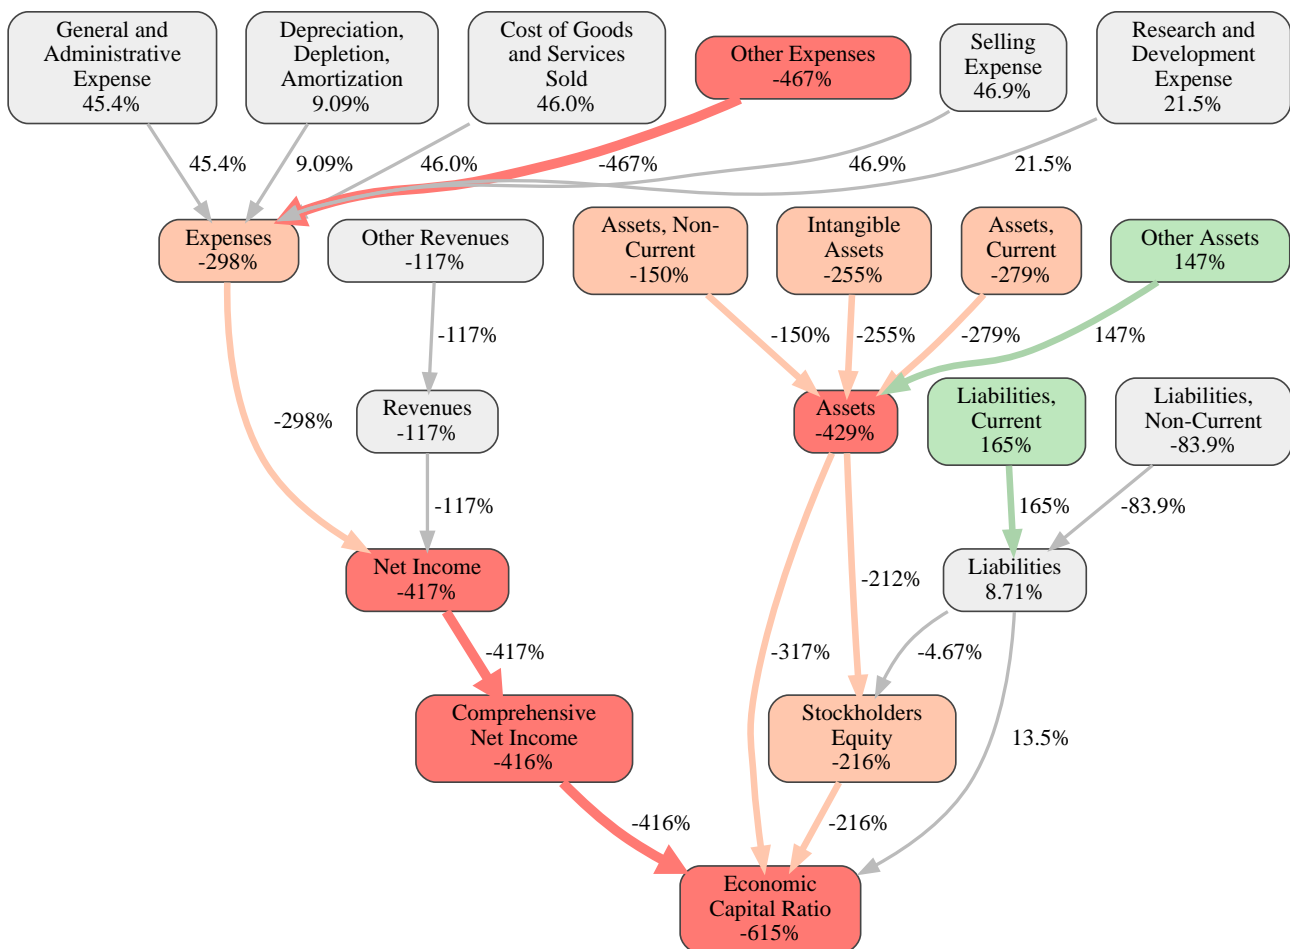 General and
Administrative
Expense
45.4%
Depreciation,
Depletion,
Amortization
9.09%
Cost of Goods
and Services
Sold
46.0%
Other Expenses
-467%
Selling
Expense
46.9%
Research and
Development
Expense
21.5%
45.4%
9.09%
46.0%
-467%
46.9%
21.5%
Expenses
-298%
Other Revenues
-117%
Assets, Non-
Current
-150%
Intangible
Assets
-255%
Assets,
Current
-279%
Other Assets
147%
-117%
-150%
-255%
-279%
147%
-298%
Revenues
-117%
Assets
-429%
Liabilities,
Current
165%
Liabilities,
Non-Current
-83.9%
-117%
165%
-83.9%
Net Income
-417%
-212%
Liabilities
8.71%
-417%
-317%
-4.67%
Comprehensive
Net Income
-416%
Stockholders
Equity
-216%
13.5%
-416%
-216%
Economic
Capital Ratio
-615%